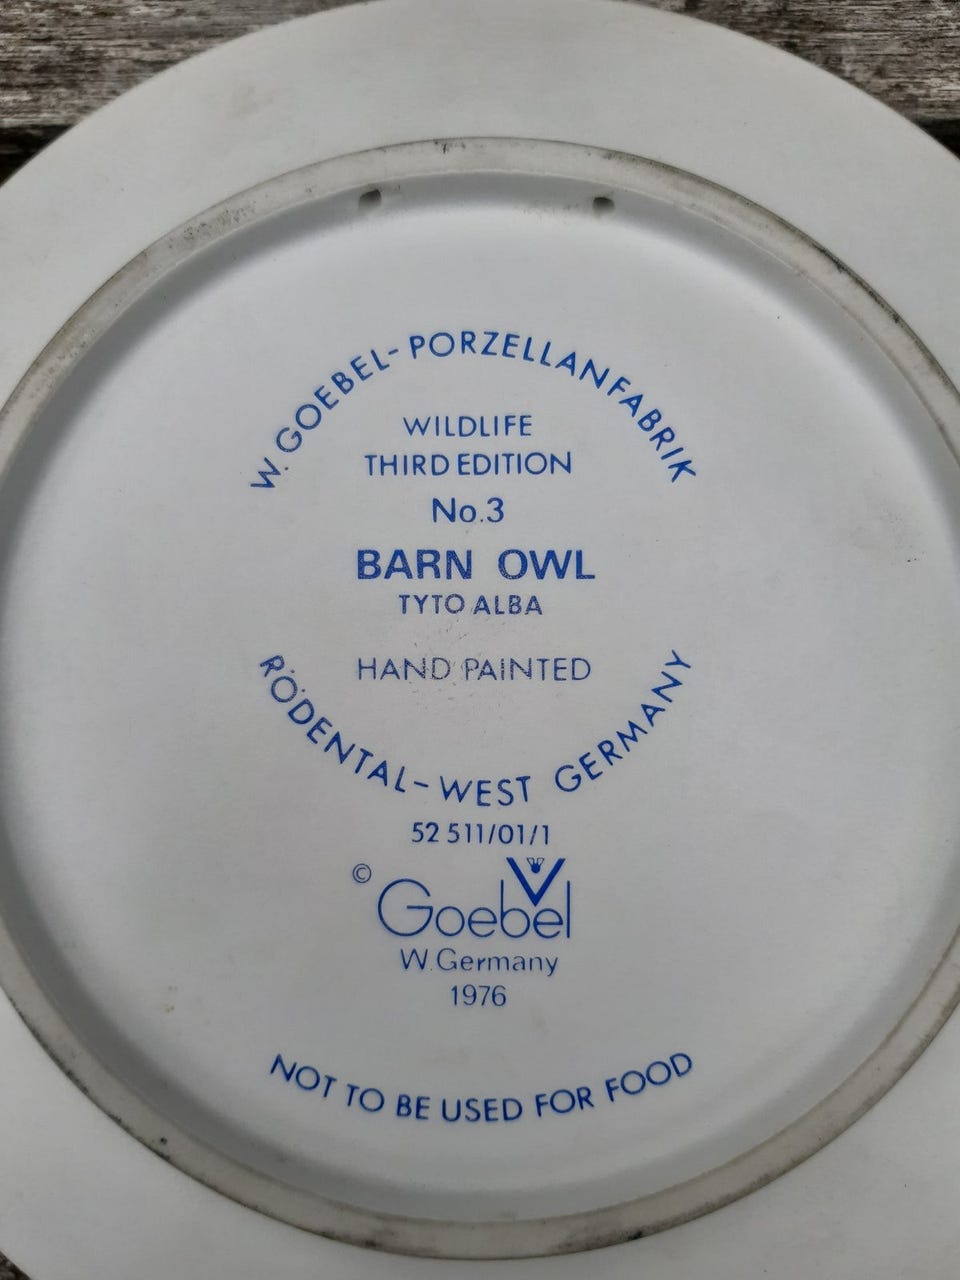 W. GOEBEL-PORZELLANFABRIK
WILDLIFE
THIRD EDITION
No.3
BARN OWL
TYTO ALBA
HAND PAINTED
RÖDENTAL-WEST GERMANY
52 511/01/1
© Goebel
W.Germany
1976
NOT TO BE USED FOR FOOD